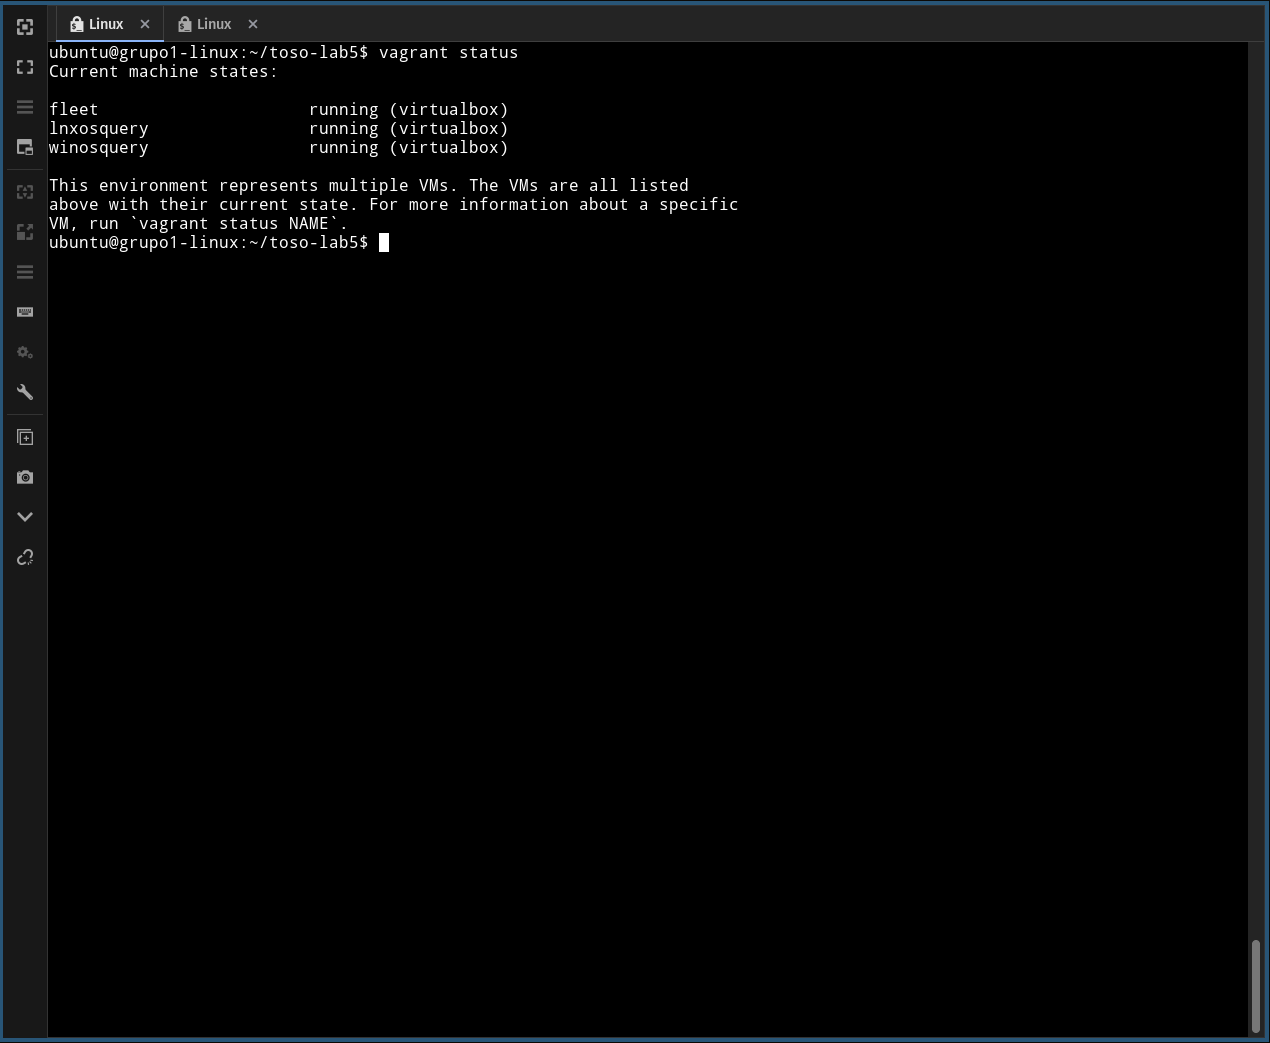 Linux Linux
ubuntu@grupo1-linux:~/toso-lab5$ vagrant status
Current machine states:
fleet                     running (virtualbox)
lnxosquery                running (virtualbox)
winosquery                running (virtualbox)
This environment represents multiple VMs. The VMs are all listed
above with their current state. For more information about a specific
VM, run `vagrant status NAME`.
ubuntu@grupo1-linux:~/toso-lab5$